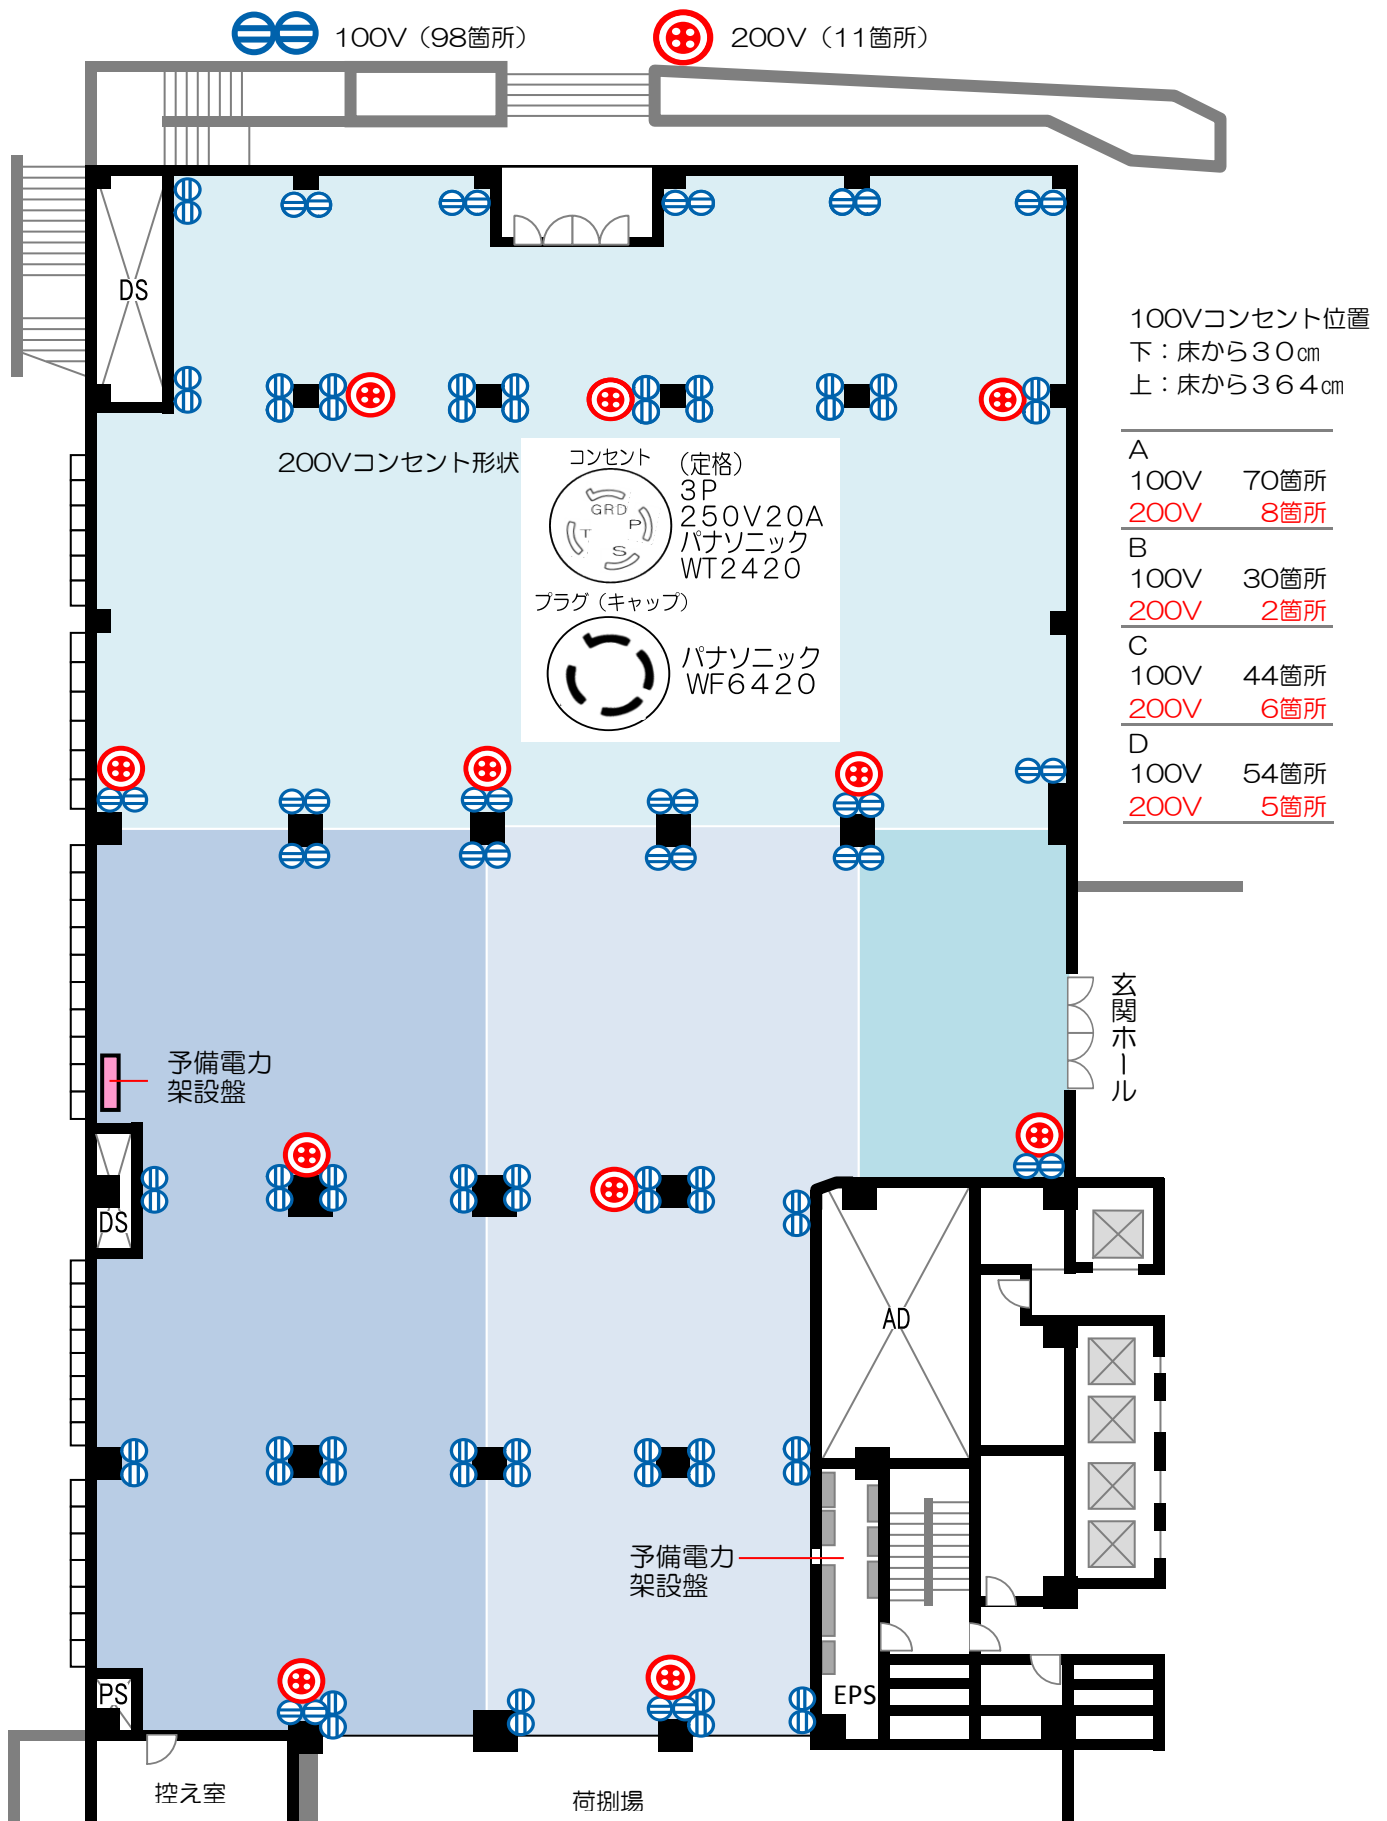 100V（98箇所）
200V（11箇所）
DS
100Vコンセント位置
下：床から３０㎝
上：床から３６４㎝
200Vコンセント形状
コンセント
GRD
P
T
S
（定格）
３Ｐ
２５０Ｖ２０Ａ
パナソニック
ＷＴ２４２０
プラグ（キャップ）
パナソニック
ＷＦ６４２０
A
100V 70箇所
200V 8箇所
B
100V 30箇所
200V 2箇所
C
100V 44箇所
200V 6箇所
D
100V 54箇所
200V 5箇所
玄関ホール
予備電力
架設盤
DS
AD
予備電力
架設盤
PS
EPS
控え室
荷捌場